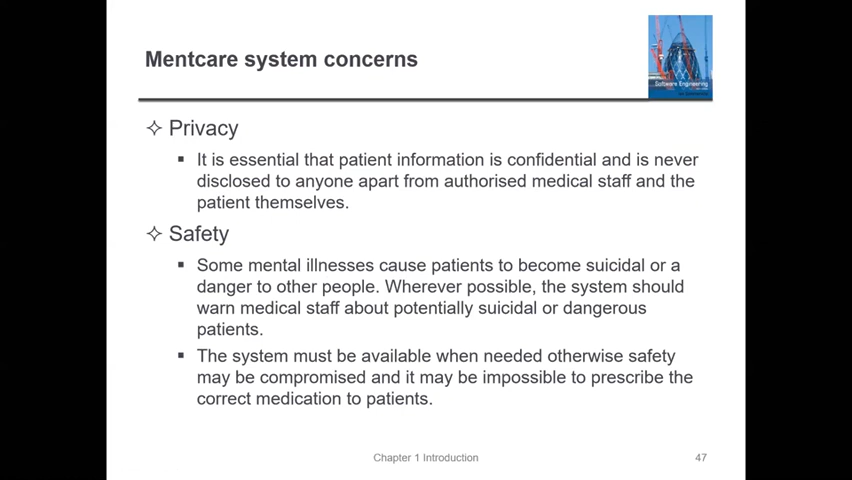 Mentcare system concerns
Software Engineering
Privacy
It is essential that patient information is confidential and is never
disclosed to anyone apart from authorised medical staff and the
patient themselves.
Safety
Some mental illnesses cause patients to become suicidal or a
danger to other people. Wherever possible, the system should
warn medical staff about potentially suicidal or dangerous
patients.
The system must be available when needed otherwise safety
may be compromised and it may be impossible to prescribe the
correct medication to patients.
Chapter 1 Introduction
47